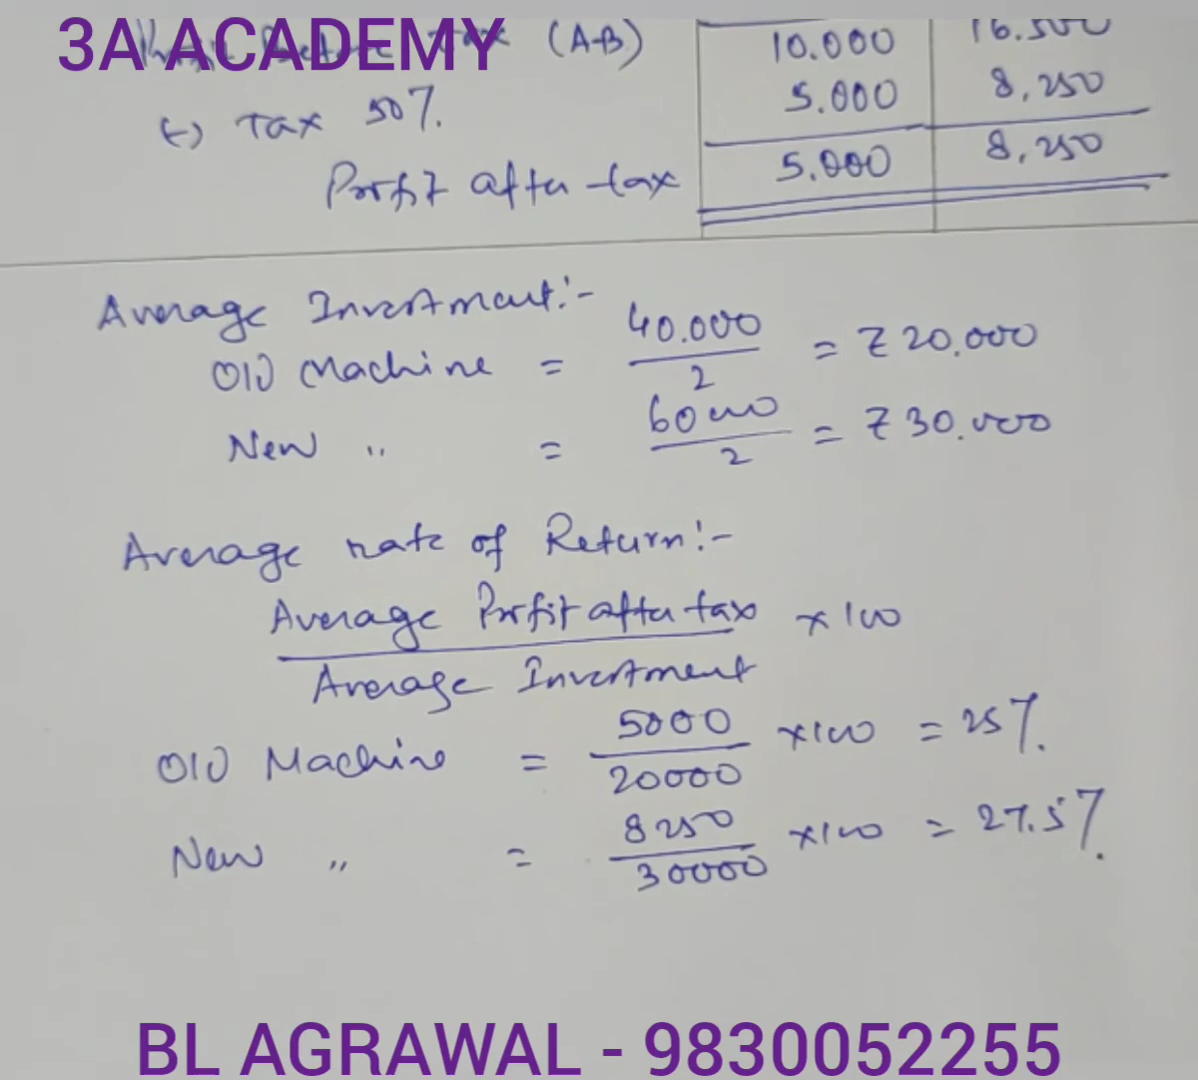 3A ACADEMY
Profit before tax (A-B) 10.000 16.500
(-) Tax 50% 5.000 8,250
Profit after tax 5.000 8,250
Average Investment:-
Old Machine = 40.000 / 2 = ₹ 20,000
New " = 60000 / 2 = ₹ 30,000
Average rate of Return:-
Average Profit after tax × 100
Average Investment
Old Machine = 5000 / 20000 × 100 = 25%.
New " = 8250 / 30000 × 100 = 27.5%.
BL AGRAWAL - 9830052255